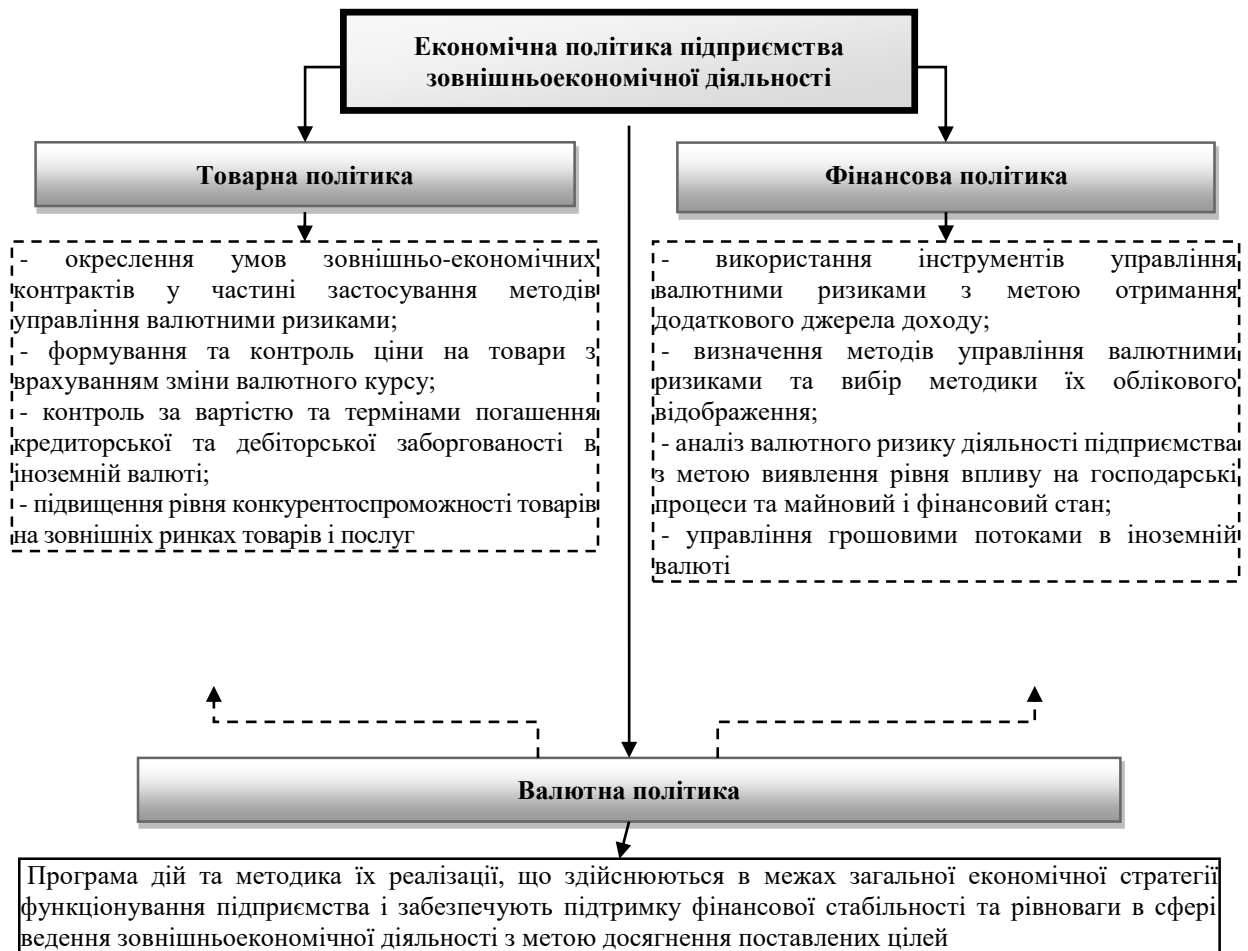 Економічна політика підприємства
зовнішньоекономічної діяльності
Товарна політика
Фінансова політика
- окреслення умов зовнішньо-економічних
контрактів у частині застосування методів
управління валютними ризиками;
- формування та контроль ціни на товари з
врахуванням зміни валютного курсу;
- контроль за вартістю та термінами погашення
кредиторської та дебіторської заборгованості в
іноземній валюті;
- підвищення рівня конкурентоспроможності товарів
на зовнішніх ринках товарів і послуг
- використання інструментів управління
валютними ризиками з метою отримання
додаткового джерела доходу;
- визначення методів управління валютними
ризиками та вибір методики їх облікового
відображення;
- аналіз валютного ризику діяльності підприємства
з метою виявлення рівня впливу на господарські
процеси та майновий і фінансовий стан;
- управління грошовими потоками в іноземній
валюті
Валютна політика
Програма дій та методика їх реалізації, що здійснюються в межах загальної економічної стратегії
функціонування підприємства і забезпечують підтримку фінансової стабільності та рівноваги в сфері
ведення зовнішньоекономічної діяльності з метою досягнення поставлених цілей